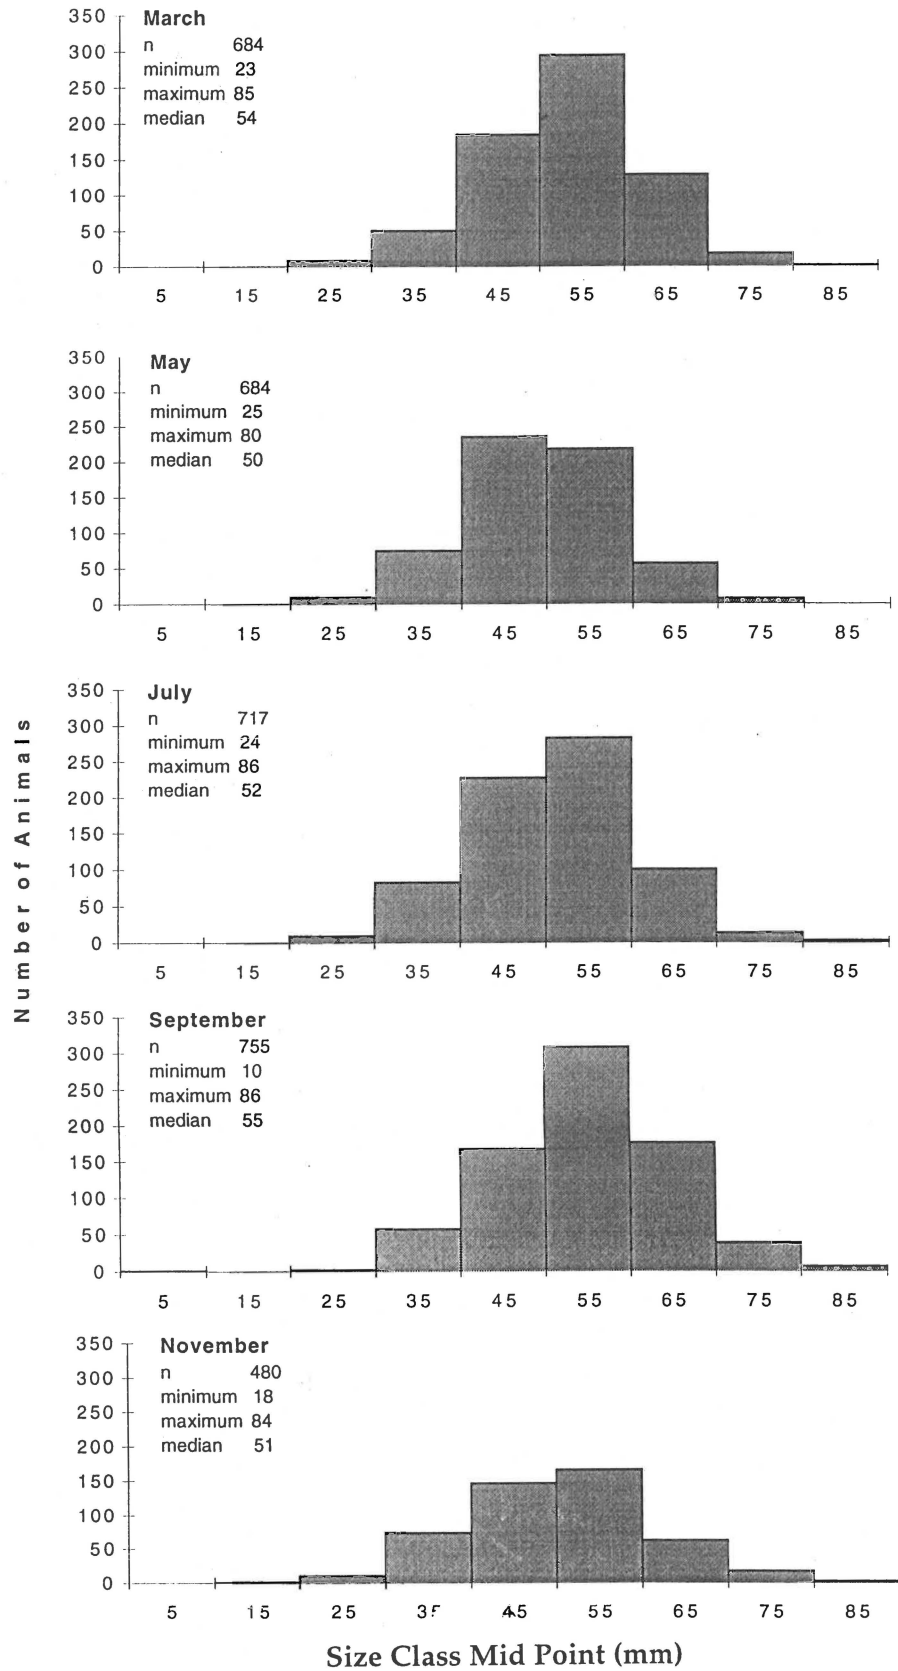 350
March
n 684
300
minimum 23
250
maximum 85
200
median 54
150
100
50
0
5 15 25 35 45 55 65 75 85
350
May
n 684
300
minimum 25
250
maximum 80
200
median 50
150
100
50
0
5 15 25 35 45 55 65 75 85
Number of Animals
350
July
n 717
300
minimum 24
250
maximum 86
200
median 52
150
100
50
0
5 15 25 35 45 55 65 75 85
350
September
n 755
300
minimum 10
250
maximum 86
200
median 55
150
100
50
0
5 15 25 35 45 55 65 75 85
350
November
n 480
300
minimum 18
250
maximum 84
200
median 51
150
100
50
0
5 15 25 35 45 55 65 75 85
Size Class Mid Point (mm)